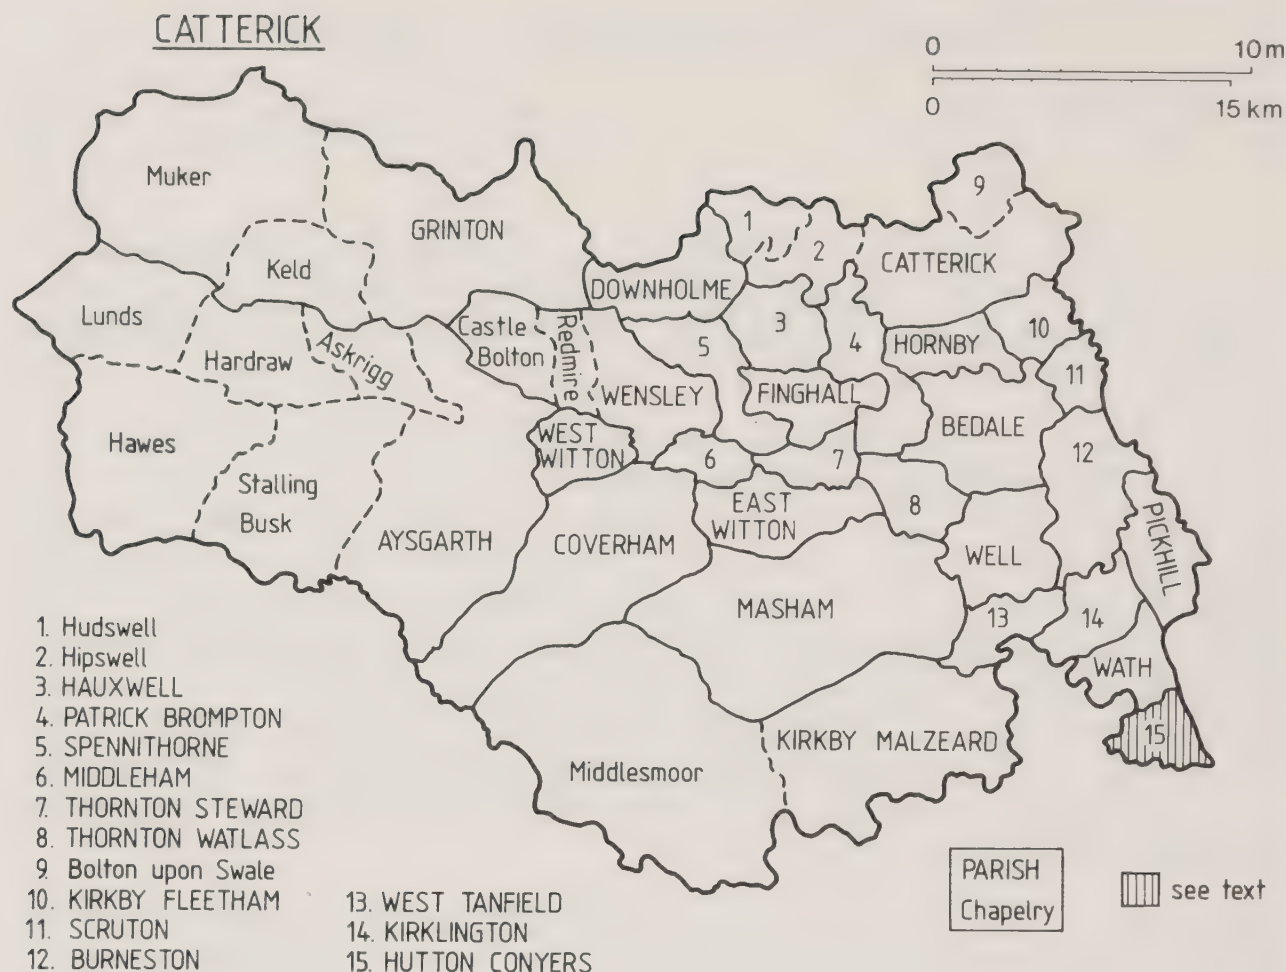 CATTERICK
0 10 m
0 15 km
Muker
GRINTON
Keld
Lunds
Hardraw
Askrigg
Castle
Bolton
Redmire
Hawes
Stalling
Busk
AYSGARTH
WEST
WITTON
WENSLEY
DOWNHOLME
1
2
9
CATTERICK
3
4
5
HORNBY
10
11
FINGHALL
BEDALE
12
6
7
8
EAST
WITTON
COVERHAM
WELL
PICKHILL
MASHAM
13
14
WATH
15
Middlesmoor
KIRKBY MALZEARD
1. Hudswell
2. Hipswell
3. HAUXWELL
4. PATRICK BROMPTON
5. SPENNITHORNE
6. MIDDLEHAM
7. THORNTON STEWARD
8. THORNTON WATLASS
9. Bolton upon Swale
10. KIRKBY FLEETHAM
11. SCRUTON
12. BURNESTON
13. WEST TANFIELD
14. KIRKLINGTON
15. HUTTON CONYERS
PARISH
Chapelry
see text